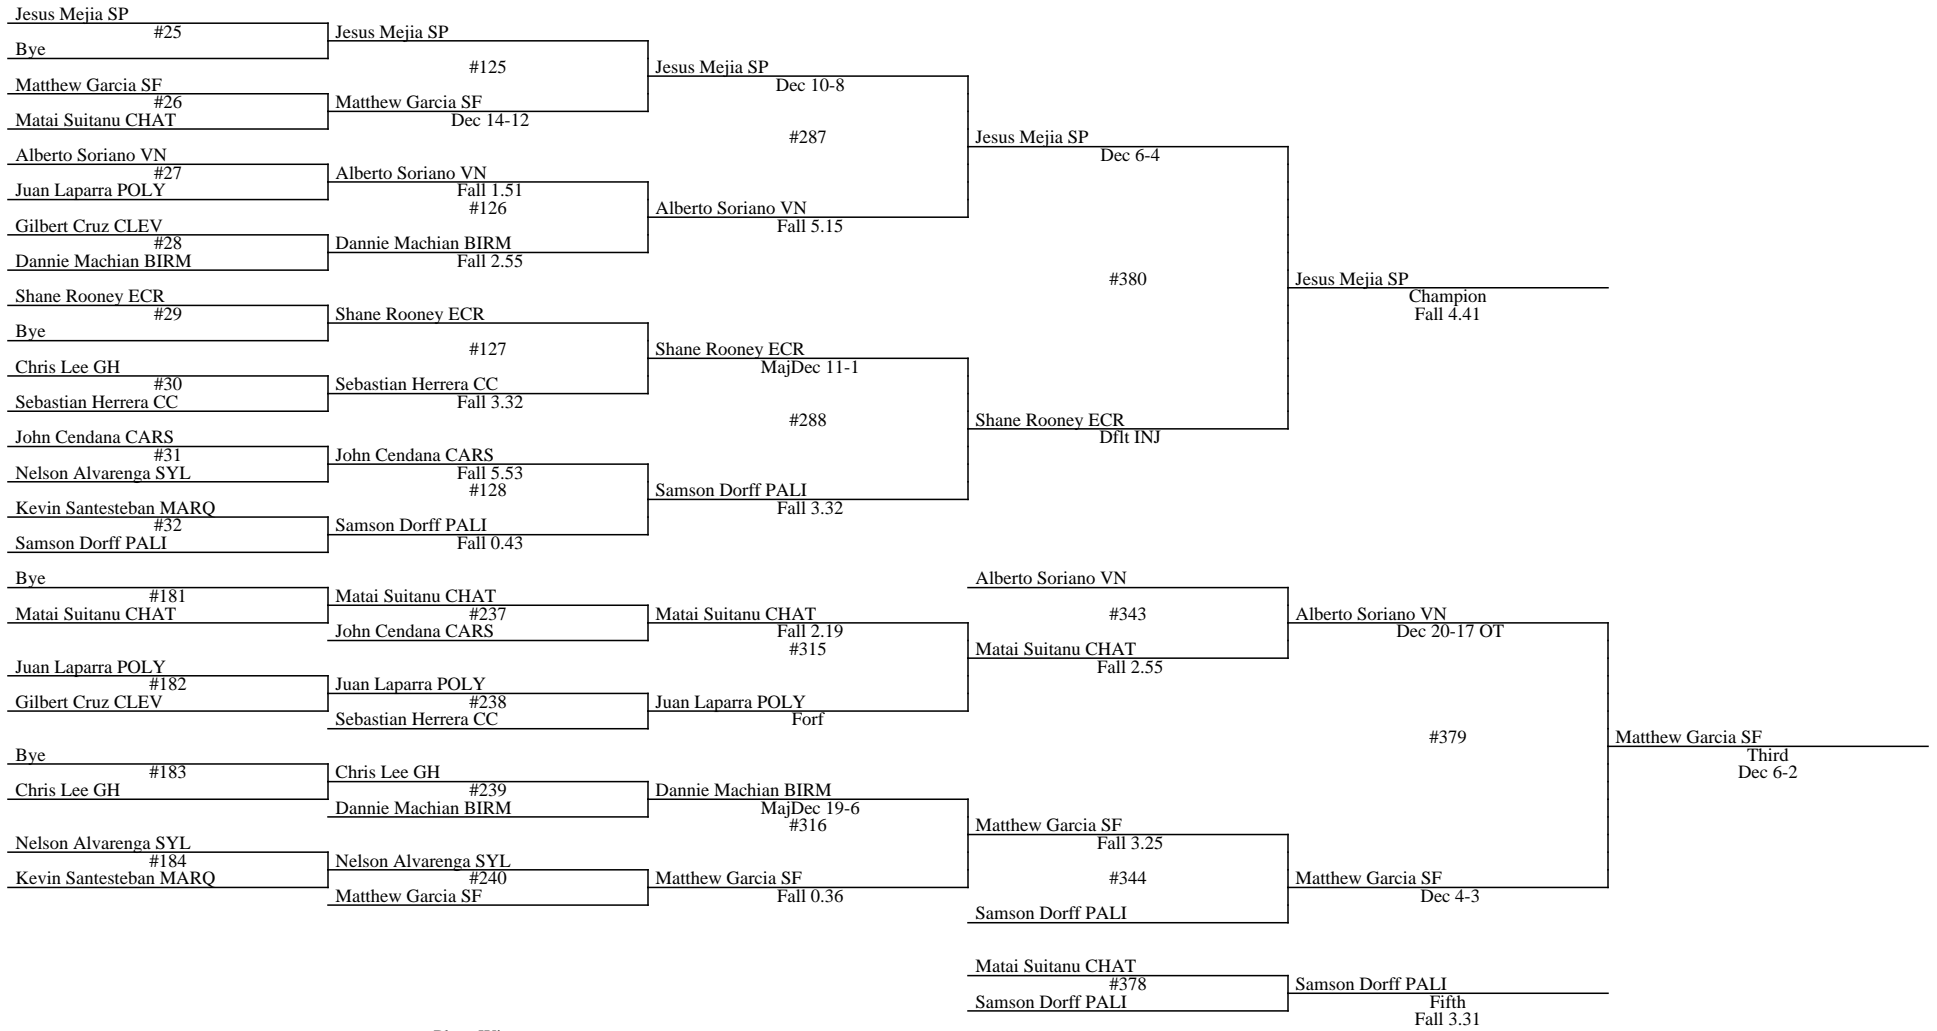 Jesus Mejia SP
#25
Bye
Jesus Mejia SP
#125
Matthew Garcia SF
#26
Matai Suitanu CHAT
Matthew Garcia SF
Dec 14-12
Jesus Mejia SP
Dec 10-8
#287
Alberto Soriano VN
#27
Juan Laparra POLY
Alberto Soriano VN
Fall 1.51
#126
Gilbert Cruz CLEV
#28
Dannie Machian BIRM
Dannie Machian BIRM
Fall 2.55
Alberto Soriano VN
Fall 5.15
Jesus Mejia SP
Dec 6-4
#380
Shane Rooney ECR
#29
Bye
Shane Rooney ECR
#127
Chris Lee GH
#30
Sebastian Herrera CC
Sebastian Herrera CC
Fall 3.32
Shane Rooney ECR
MajDec 11-1
#288
John Cendana CARS
#31
Nelson Alvarenga SYL
John Cendana CARS
Fall 5.53
#128
Kevin Santesteban MARQ
#32
Samson Dorff PALI
Samson Dorff PALI
Fall 0.43
Samson Dorff PALI
Fall 3.32
Shane Rooney ECR
Dflt INJ
Jesus Mejia SP
Champion
Fall 4.41
Bye
#181
Matai Suitanu CHAT
Matai Suitanu CHAT
#237
John Cendana CARS
Matai Suitanu CHAT
Fall 2.19
#315
Juan Laparra POLY
#182
Gilbert Cruz CLEV
Juan Laparra POLY
#238
Sebastian Herrera CC
Juan Laparra POLY
Forf
Alberto Soriano VN
#343
Matai Suitanu CHAT
Fall 2.55
Alberto Soriano VN
Dec 20-17 OT
#379
Bye
#183
Chris Lee GH
Chris Lee GH
#239
Dannie Machian BIRM
Dannie Machian BIRM
MajDec 19-6
#316
Nelson Alvarenga SYL
#184
Kevin Santesteban MARQ
Nelson Alvarenga SYL
#240
Matthew Garcia SF
Matthew Garcia SF
Fall 0.36
Matthew Garcia SF
Fall 3.25
#344
Samson Dorff PALI
Matthew Garcia SF
Dec 4-3
Matthew Garcia SF
Third
Dec 6-2
Matai Suitanu CHAT
#378
Samson Dorff PALI
Samson Dorff PALI
Fifth
Fall 3.31